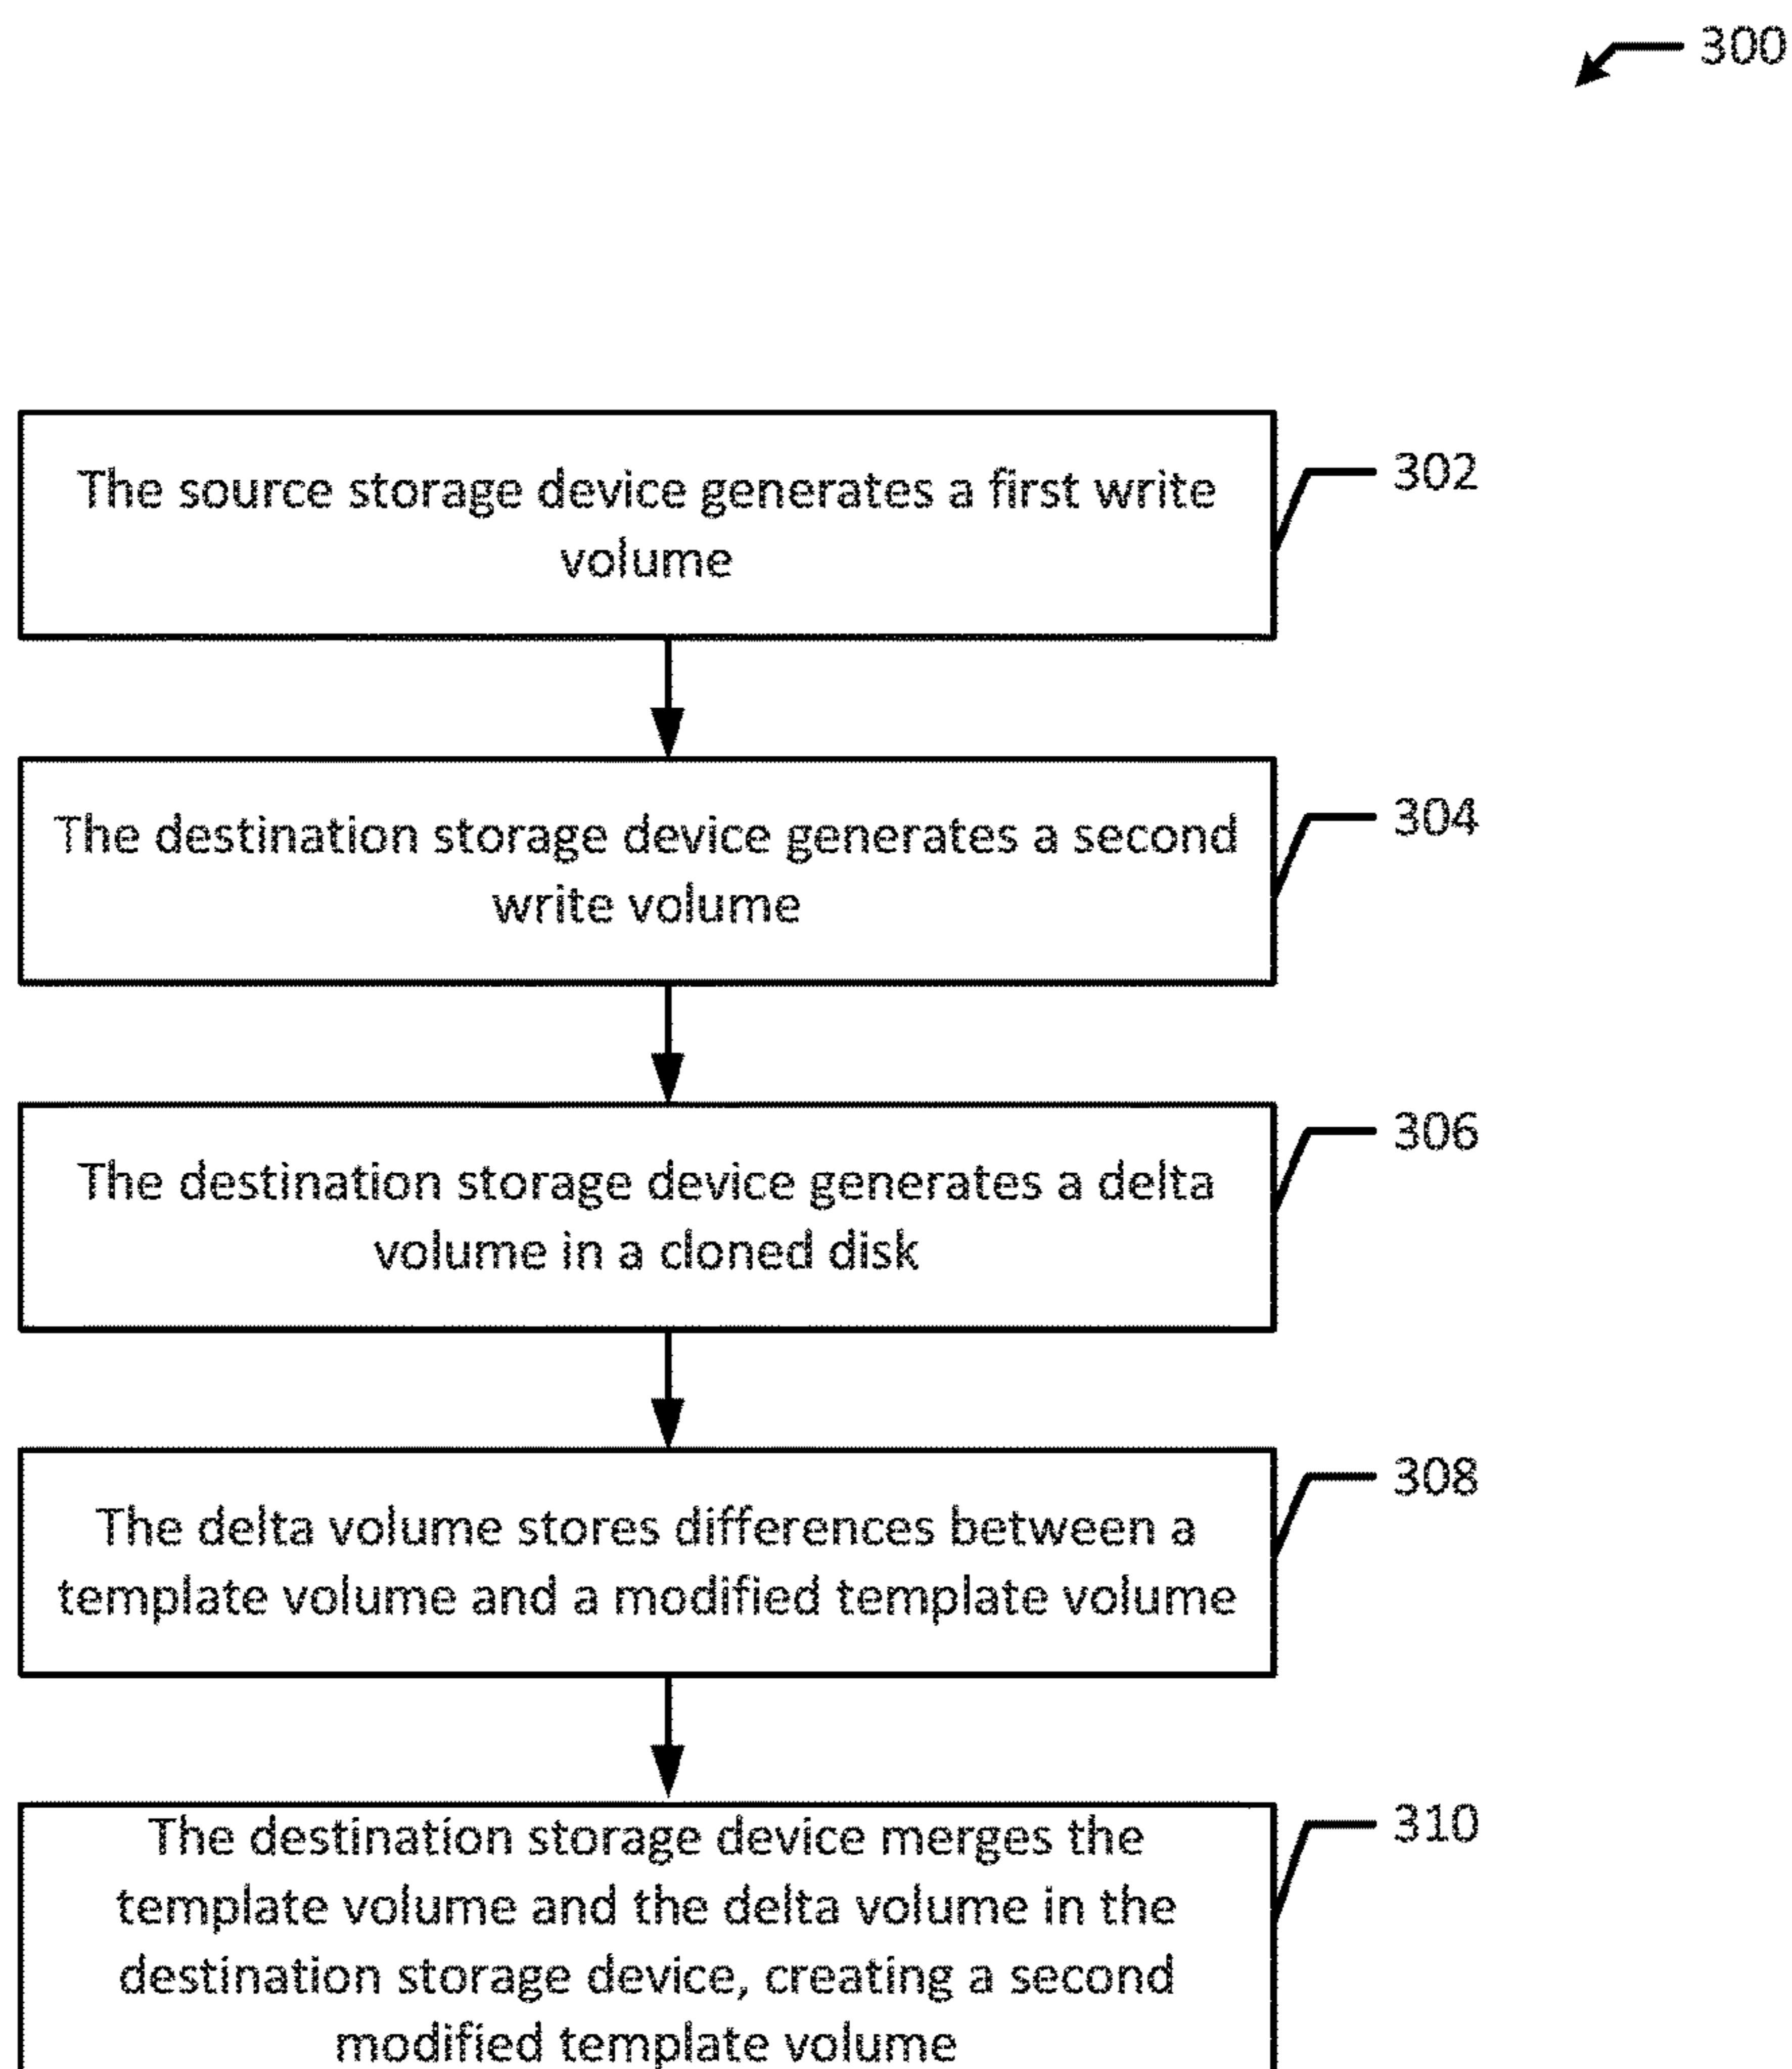 300
The source storage device generates a first write
volume
302
The destination storage device generates a second
write volume
304
The destination storage device generates a delta
volume in a cloned disk
306
The delta volume stores differences between a
template volume and a modified template volume
308
The destination storage device merges the
template volume and the delta volume in the
destination storage device, creating a second
modified template volume
310